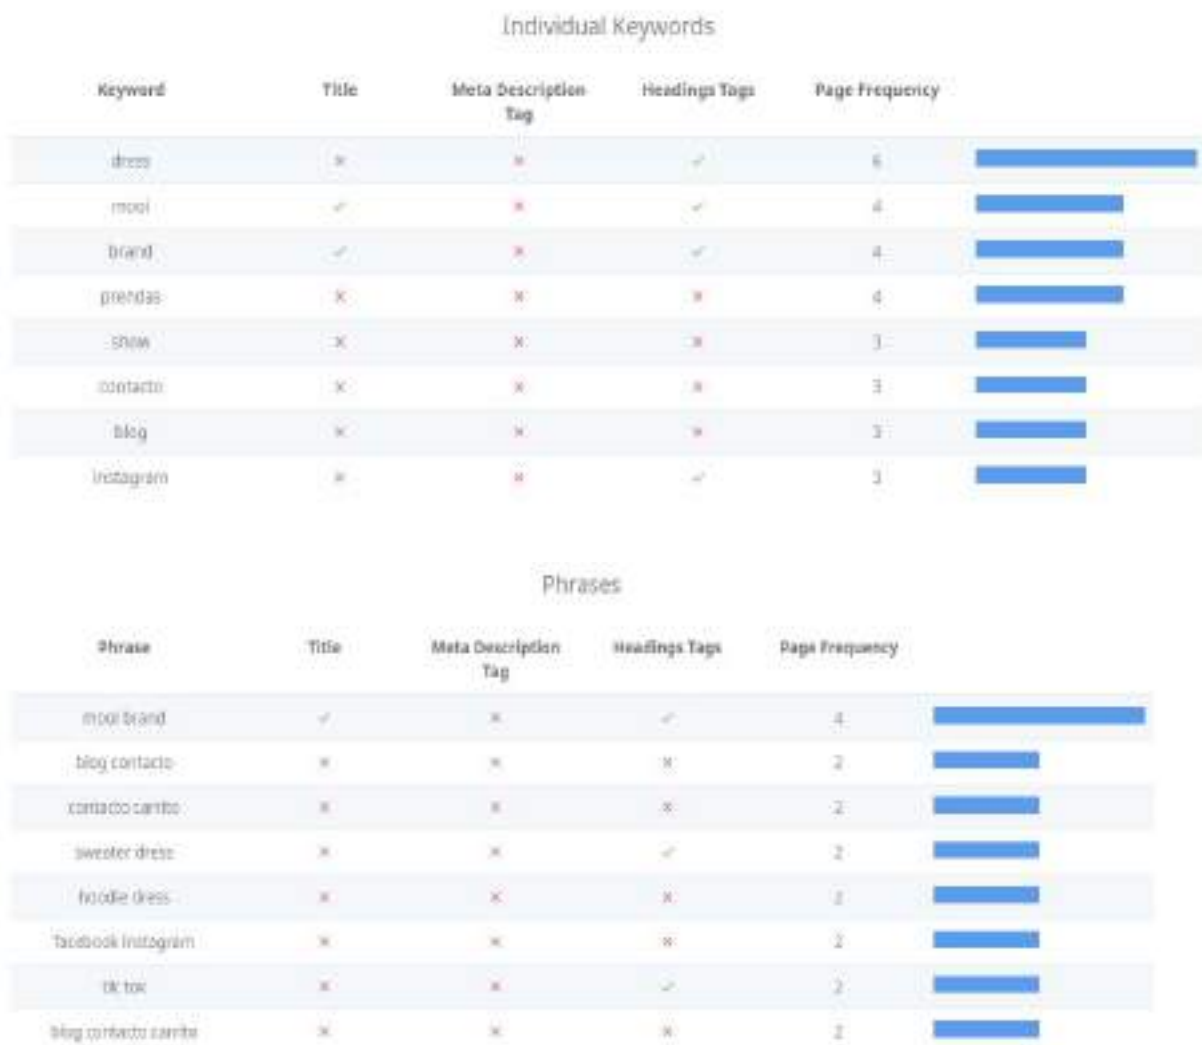 Individual Keywords
Keyword Title Meta Description Tag Headings Tags Page Frequency
dress × × ✓ 6
mooi ✓ × ✓ 4
brand ✓ × ✓ 4
prendas × × × 4
show × × × 3
contacto × × × 3
blog × × × 3
instagram × × ✓ 3
Phrases
Phrase Title Meta Description Tag Headings Tags Page Frequency
mooi brand ✓ × ✓ 4
blog contacto × × × 2
contacto carrito × × × 2
sweater dress × × ✓ 2
hoodie dress × × × 2
facebook instagram × × × 2
tik tok × × ✓ 2
blog contacto carrito × × × 2